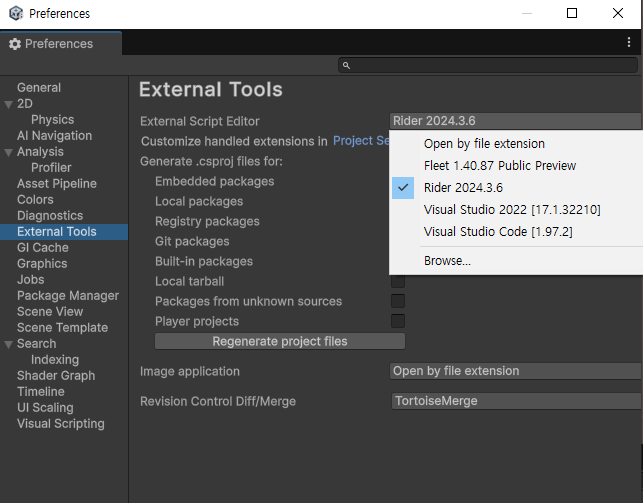 Preferences
Preferences
General
2D
Physics
AI Navigation
Analysis
Profiler
Asset Pipeline
Colors
Diagnostics
External Tools
GI Cache
Graphics
Jobs
Package Manager
Scene View
Scene Template
Search
Indexing
Shader Graph
Timeline
UI Scaling
Visual Scripting
External Tools
External Script Editor
Rider 2024.3.6
Open by file extension
Fleet 1.40.87 Public Preview
Rider 2024.3.6
Visual Studio 2022 [17.1.32210]
Visual Studio Code [1.97.2]
Browse...
Customize handled extensions in Project Se
Generate .csproj files for:
Embedded packages
Local packages
Registry packages
Git packages
Built-in packages
Local tarball
Packages from unknown sources
Player projects
Regenerate project files
Image application Open by file extension
Revision Control Diff/Merge TortoiseMerge